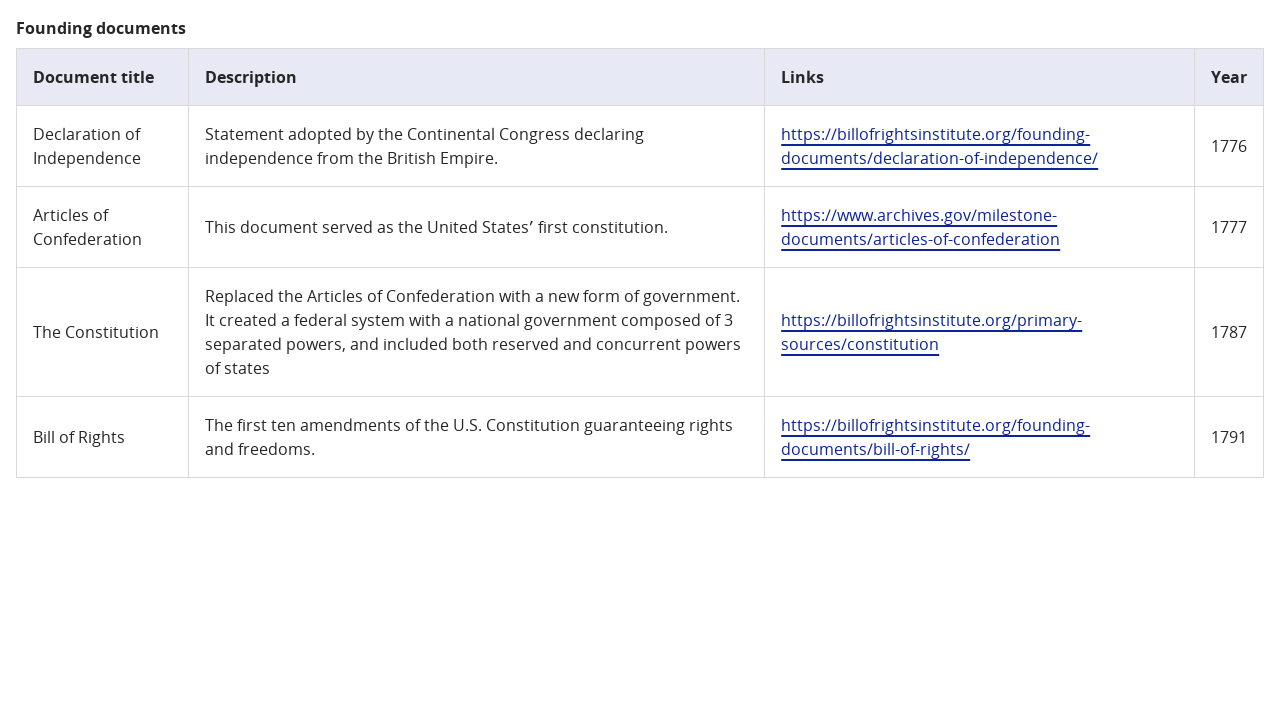 Founding documents
Document title Description Links Year
Declaration of
Independence
Statement adopted by the Continental Congress declaring
independence from the British Empire.
https://billofrightsinstitute.org/founding-
documents/declaration-of-independence/
1776
Articles of
Confederation
This document served as the United States’ first constitution.
https://www.archives.gov/milestone-
documents/articles-of-confederation
1777
The Constitution
Replaced the Articles of Confederation with a new form of government.
It created a federal system with a national government composed of 3
separated powers, and included both reserved and concurrent powers
of states
https://billofrightsinstitute.org/primary-
sources/constitution
1787
Bill of Rights
The first ten amendments of the U.S. Constitution guaranteeing rights
and freedoms.
https://billofrightsinstitute.org/founding-
documents/bill-of-rights/
1791